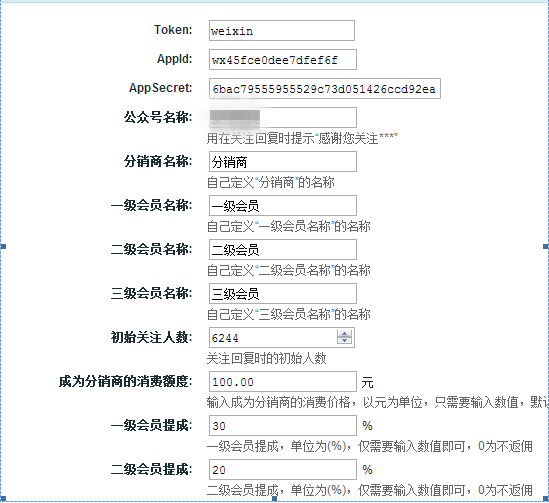 Token: weixin
AppId: wx45fce0dee7dfef6f
AppSecret: 6bac79555955529c73d051426ccd92ea
公众号名称:
用在关注回复时提示“感谢您关注***”
分销商名称: 分销商
自己定义“分销商”的名称
一级会员名称: 一级会员
自己定义“一级会员名称”的名称
二级会员名称: 二级会员
自己定义“二级会员名称”的名称
三级会员名称: 三级会员
自己定义“三级会员名称”的名称
初始关注人数: 6244
关注回复时的初始人数
成为分销商的消费额度: 100.00 元
输入成为分销商的消费价格，以元为单位，只需要输入数值，默
一级会员提成: 30 %
一级会员提成，单位为(%)，仅需要输入数值即可，0为不返佣
二级会员提成: 20 %
二级会员提成，单位为(%)，仅需要输入数值即可，0为不返佣